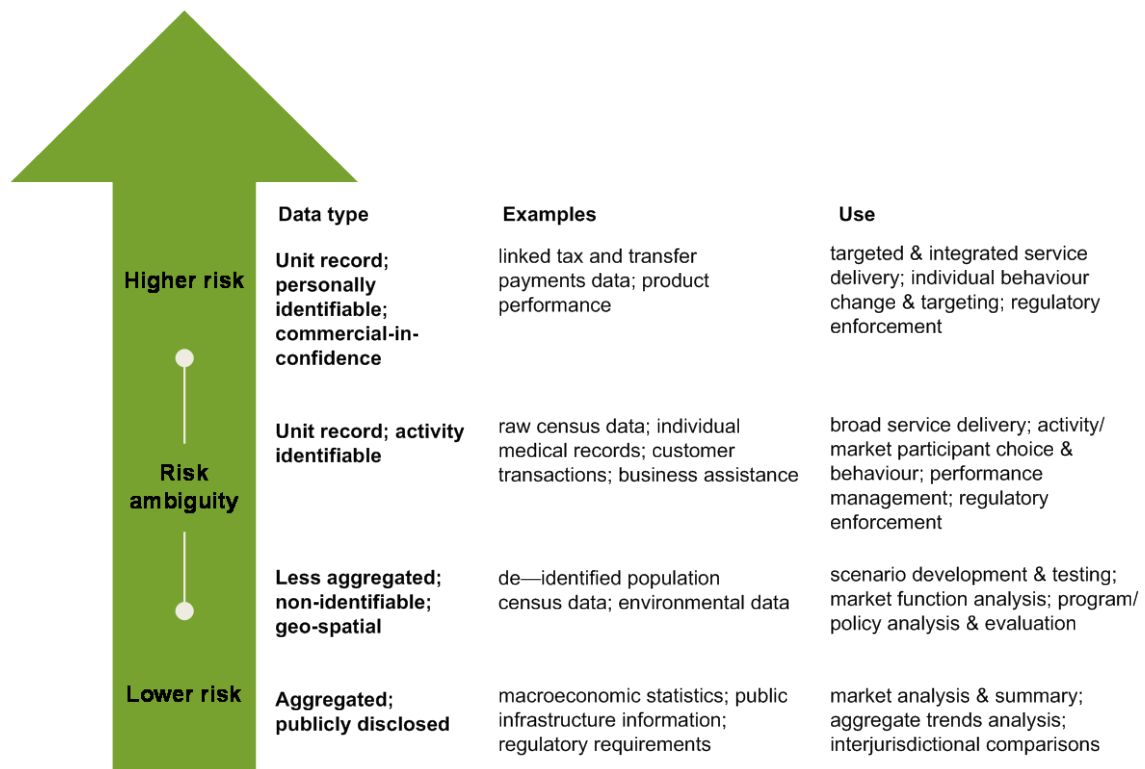 Data type
Examples
Use
Higher risk
Unit record;
personally
identifiable;
commercial-in-
confidence
linked tax and transfer
payments data; product
performance
targeted & integrated service
delivery; individual behaviour
change & targeting; regulatory
enforcement
Risk
ambiguity
Unit record; activity
identifiable
raw census data; individual
medical records; customer
transactions; business assistance
broad service delivery; activity/
market participant choice &
behaviour; performance
management; regulatory
enforcement
Less aggregated;
non-identifiable;
geo-spatial
de—identified population
census data; environmental data
scenario development & testing;
market function analysis; program/
policy analysis & evaluation
Lower risk
Aggregated;
publicly disclosed
macroeconomic statistics; public
infrastructure information;
regulatory requirements
market analysis & summary;
aggregate trends analysis;
interjurisdictional comparisons